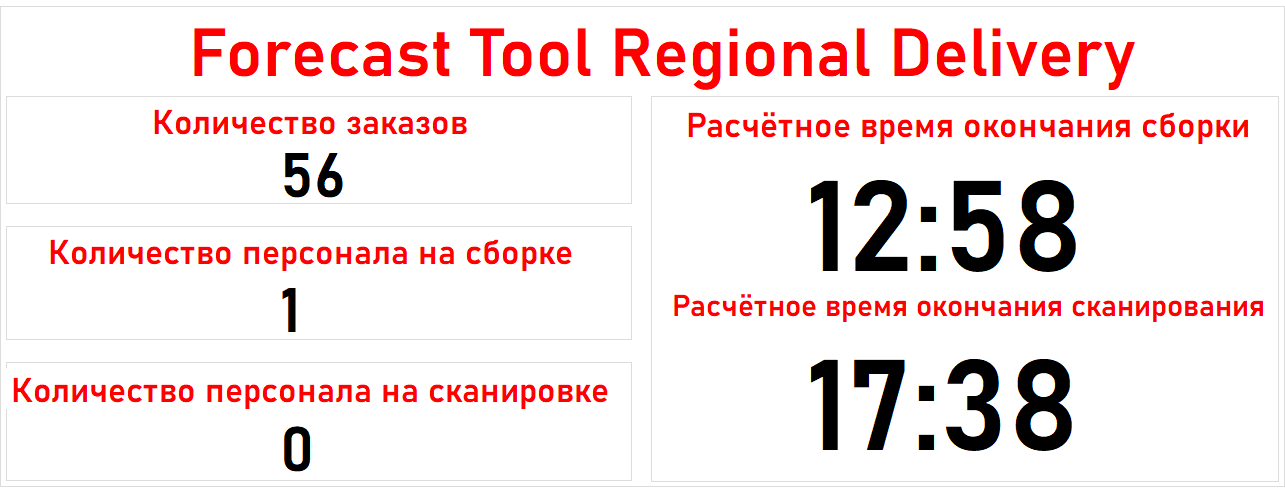 Forecast Tool Regional Delivery
Количество заказов
56
Количество персонала на сборке
1
Количество персонала на сканировке
0
Расчётное время окончания сборки
12:58
Расчётное время окончания сканирования
17:38